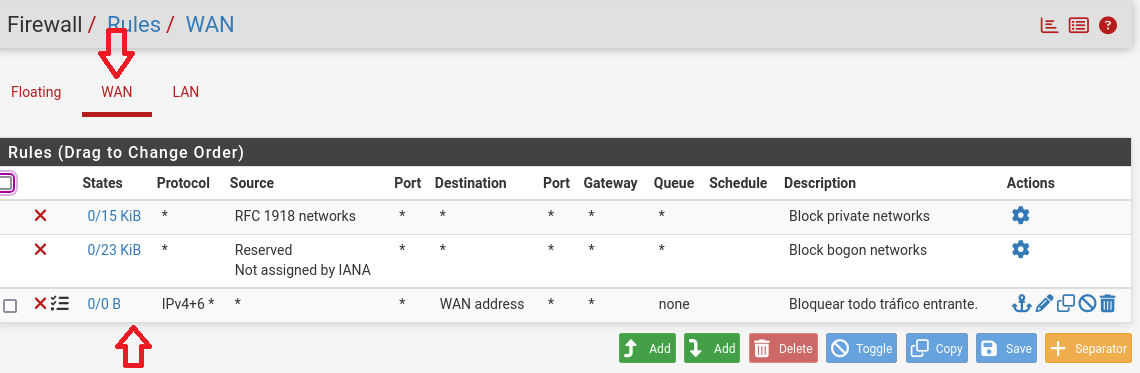 Firewall / Rules / WAN
Floating WAN LAN
Rules (Drag to Change Order)
States Protocol Source Port Destination Port Gateway Queue Schedule Description Actions
0/15 KiB * RFC 1918 networks * * * * * Block private networks
0/23 KiB * Reserved * * * * * Block bogon networks
Not assigned by IANA
0/0 B IPv4+6 * * * WAN address * * none Bloquear todo tráfico entrante.
Add Add Delete Toggle Copy Save Separator